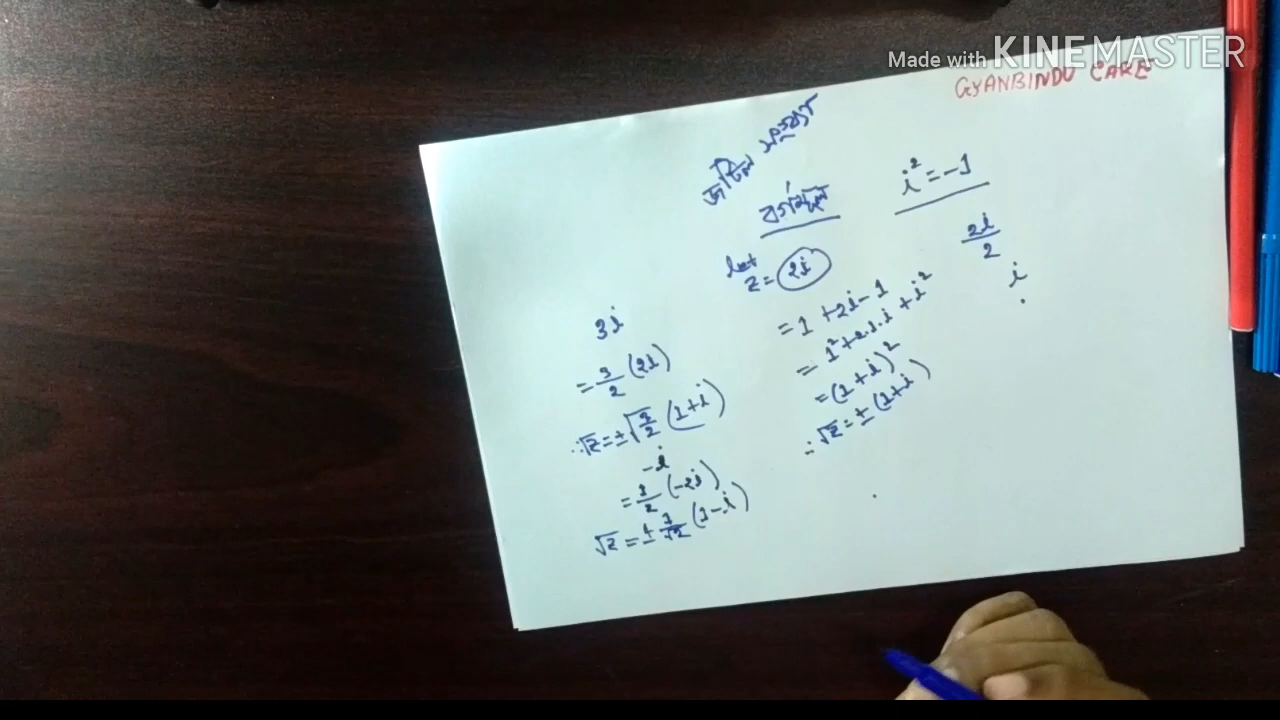 Made with KINEMASTER
GYANBINDU CARE
জটিল সংখ্যা
বর্গমূল
i² = -1
let
z = 2i
= 1 + 2i - 1
= 1² + 2.1.i + i²
= (1 + i)²
∴ √z = ± (1 + i)
2i/2
i
3i
= 3/2 (2i)
∴ √z = ± √3/2 (1 + i)
-i
= 1/2 (-2i)
√z = ± 1/√2 (1 - i)